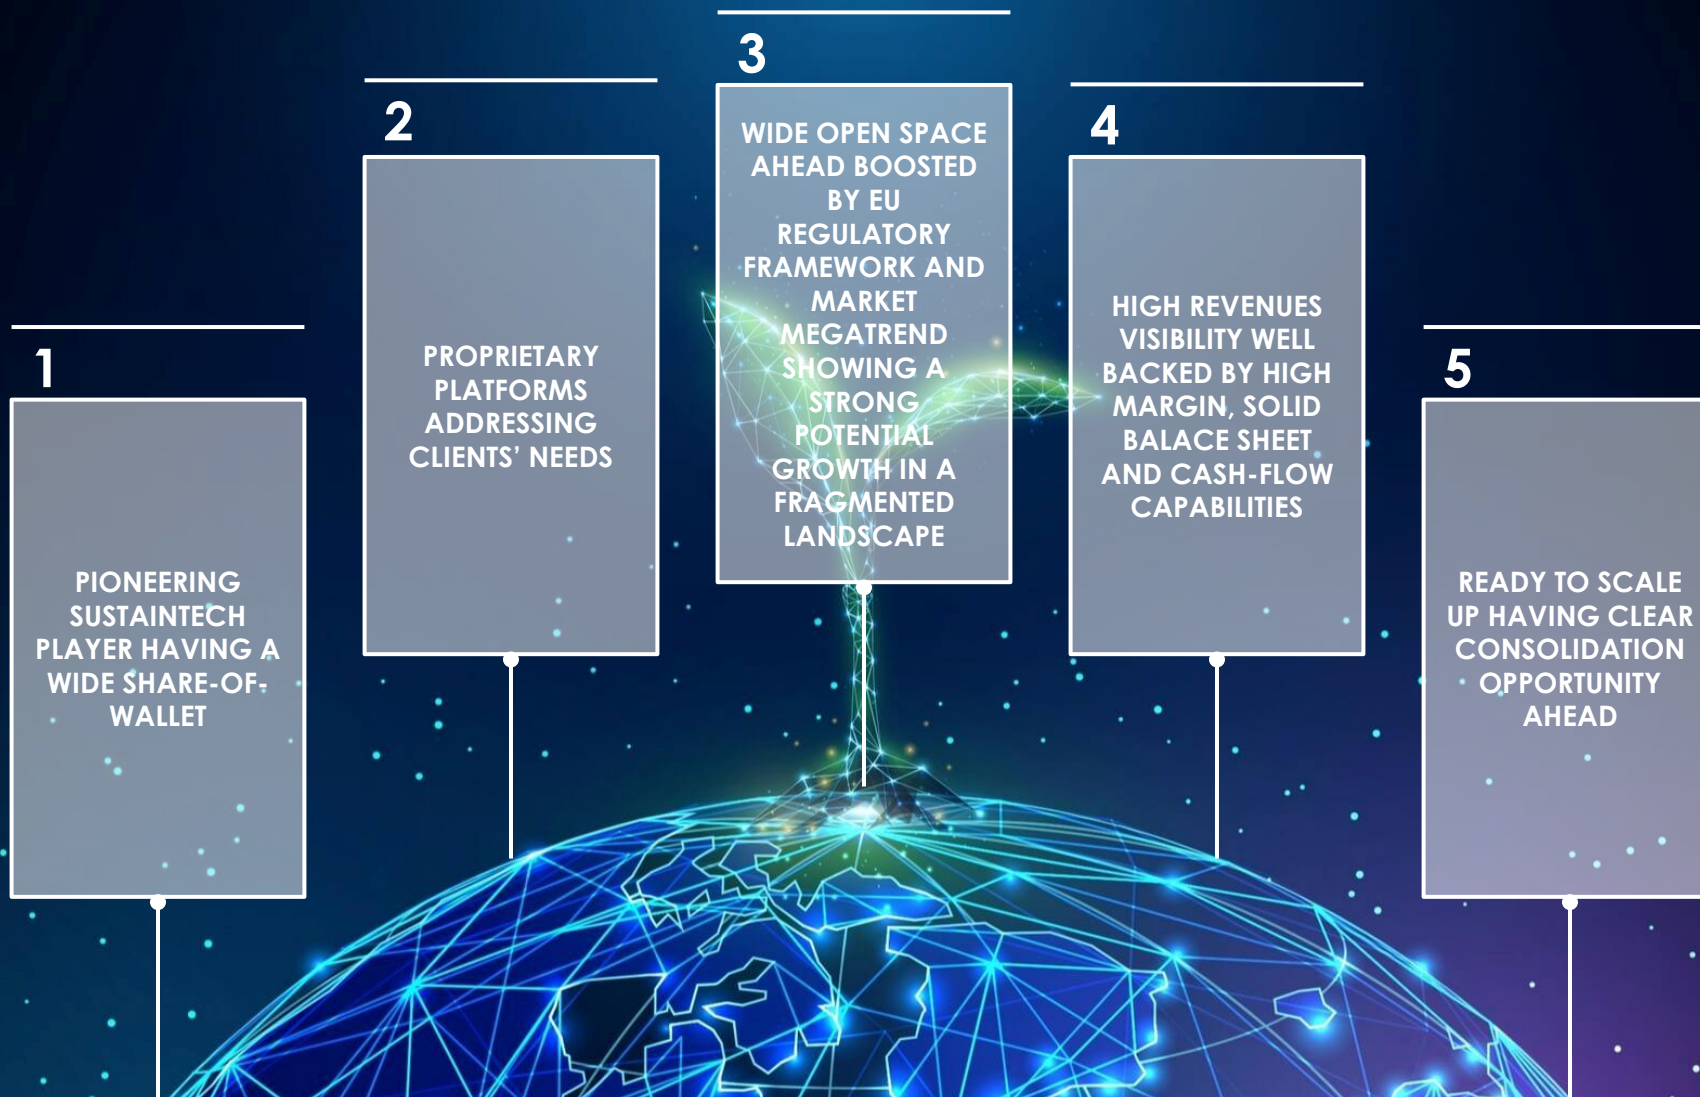 1
PIONEERING
SUSTAINTECH
PLAYER HAVING A
WIDE SHARE-OF-
WALLET
2
PROPRIETARY
PLATFORMS
ADDRESSING
CLIENTS’ NEEDS
3
WIDE OPEN SPACE
AHEAD BOOSTED
BY EU
REGULATORY
FRAMEWORK AND
MARKET
MEGATREND
SHOWING A
STRONG
POTENTIAL
GROWTH IN A
FRAGMENTED
LANDSCAPE
4
HIGH REVENUES
VISIBILITY WELL
BACKED BY HIGH
MARGIN, SOLID
BALACE SHEET
AND CASH-FLOW
CAPABILITIES
5
READY TO SCALE
UP HAVING CLEAR
CONSOLIDATION
OPPORTUNITY
AHEAD